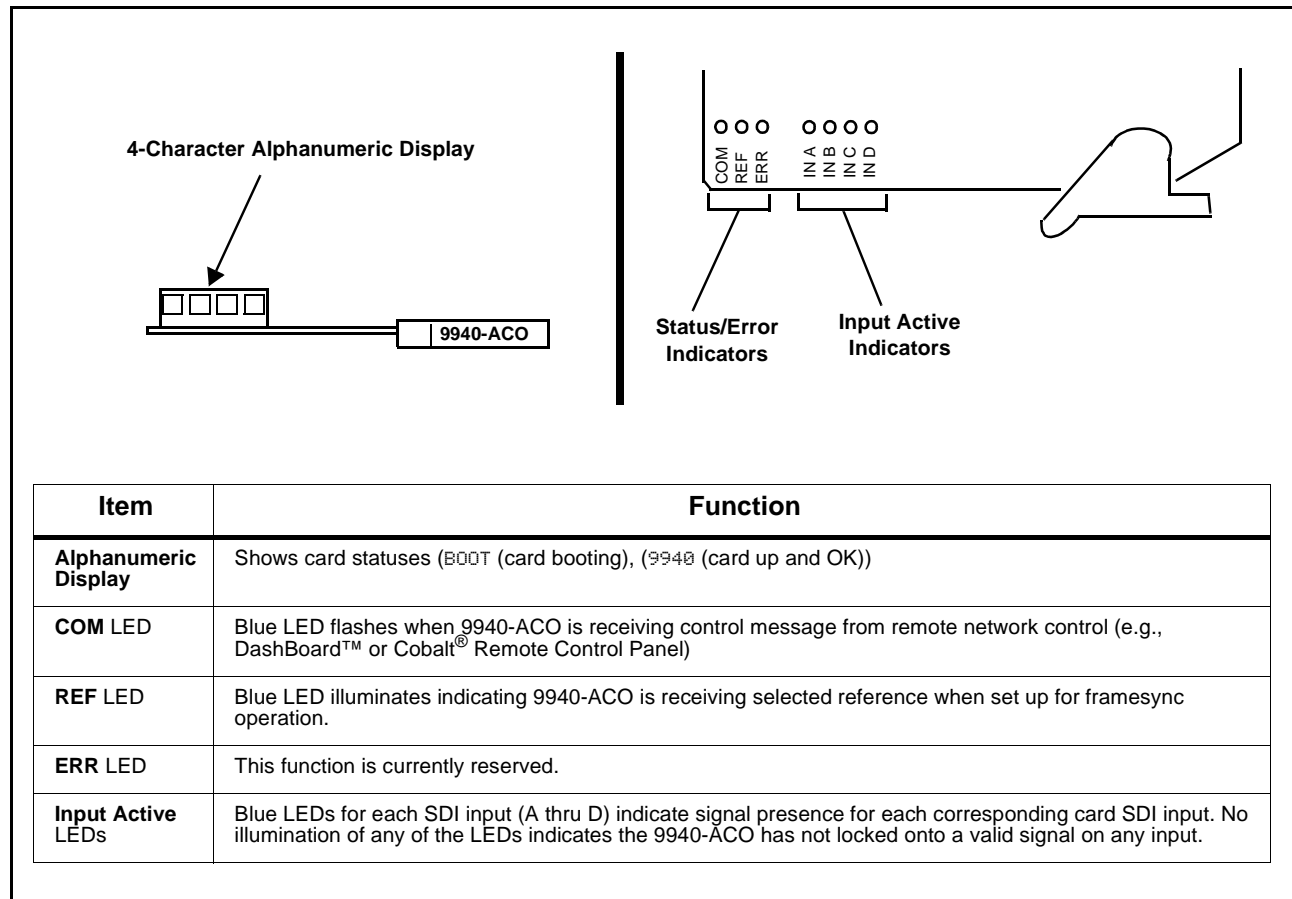 4-Character Alphanumeric Display
9940-ACO
COM
REF
ERR
IN A
IN B
IN C
IN D
Status/Error
Indicators
Input Active
Indicators
Item
Function
Alphanumeric
Display
Shows card statuses (BOOT (card booting), (9940 (card up and OK))
COM LED
Blue LED flashes when 9940-ACO is receiving control message from remote network control (e.g.,
DashBoard™ or Cobalt® Remote Control Panel)
REF LED
Blue LED illuminates indicating 9940-ACO is receiving selected reference when set up for framesync
operation.
ERR LED
This function is currently reserved.
Input Active
LEDs
Blue LEDs for each SDI input (A thru D) indicate signal presence for each corresponding card SDI input. No
illumination of any of the LEDs indicates the 9940-ACO has not locked onto a valid signal on any input.